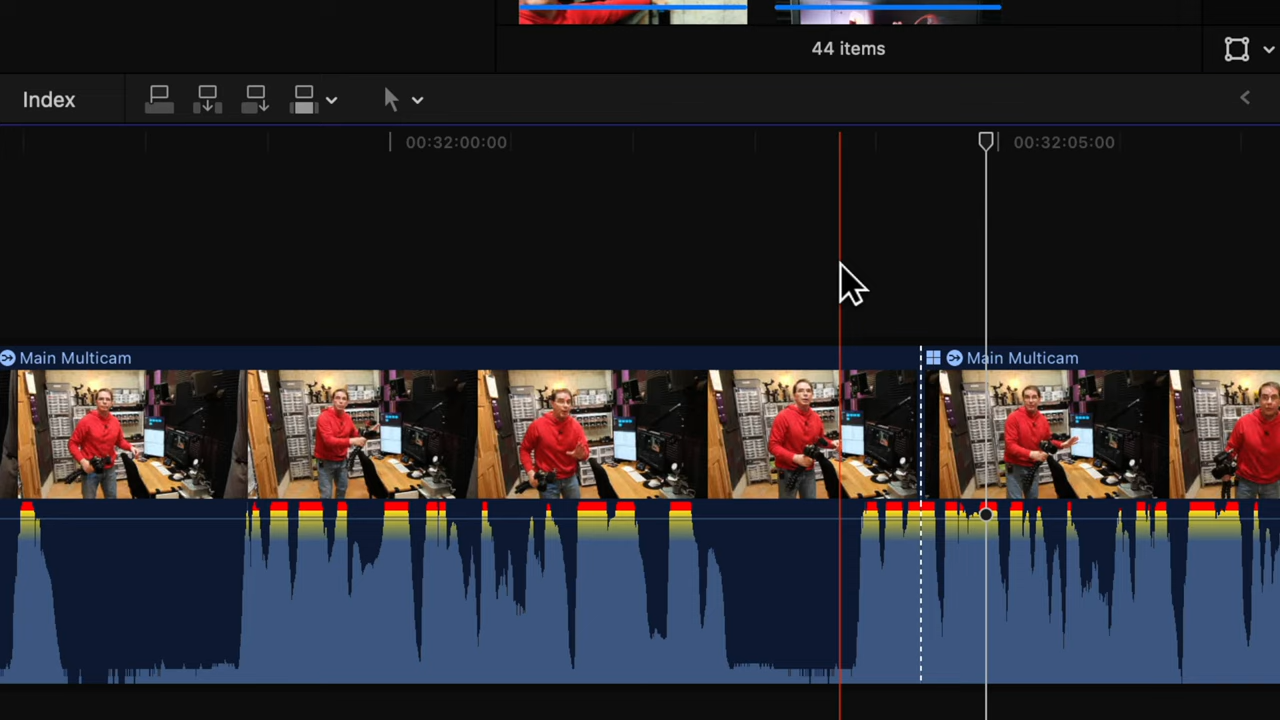 44 items
Index
00:32:00:00
00:32:05:00
Main Multicam
Main Multicam